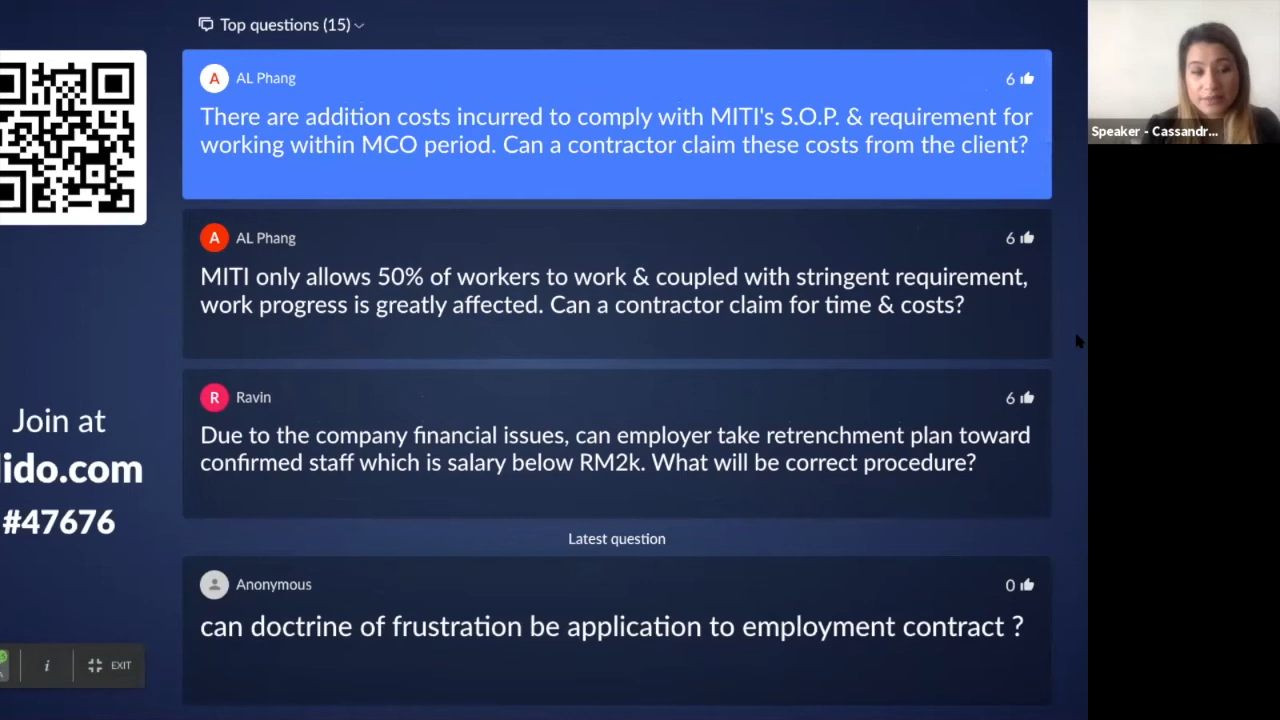 Top questions (15)
A AL Phang 6
There are addition costs incurred to comply with MITI's S.O.P. & requirement for
working within MCO period. Can a contractor claim these costs from the client?
A AL Phang 6
MITI only allows 50% of workers to work & coupled with stringent requirement,
work progress is greatly affected. Can a contractor claim for time & costs?
R Ravin 6
Due to the company financial issues, can employer take retrenchment plan toward
confirmed staff which is salary below RM2k. What will be correct procedure?
Latest question
Anonymous 0
can doctrine of frustration be application to employment contract ?
Join at
lido.com
#47676
i EXIT
Speaker - Cassandr...